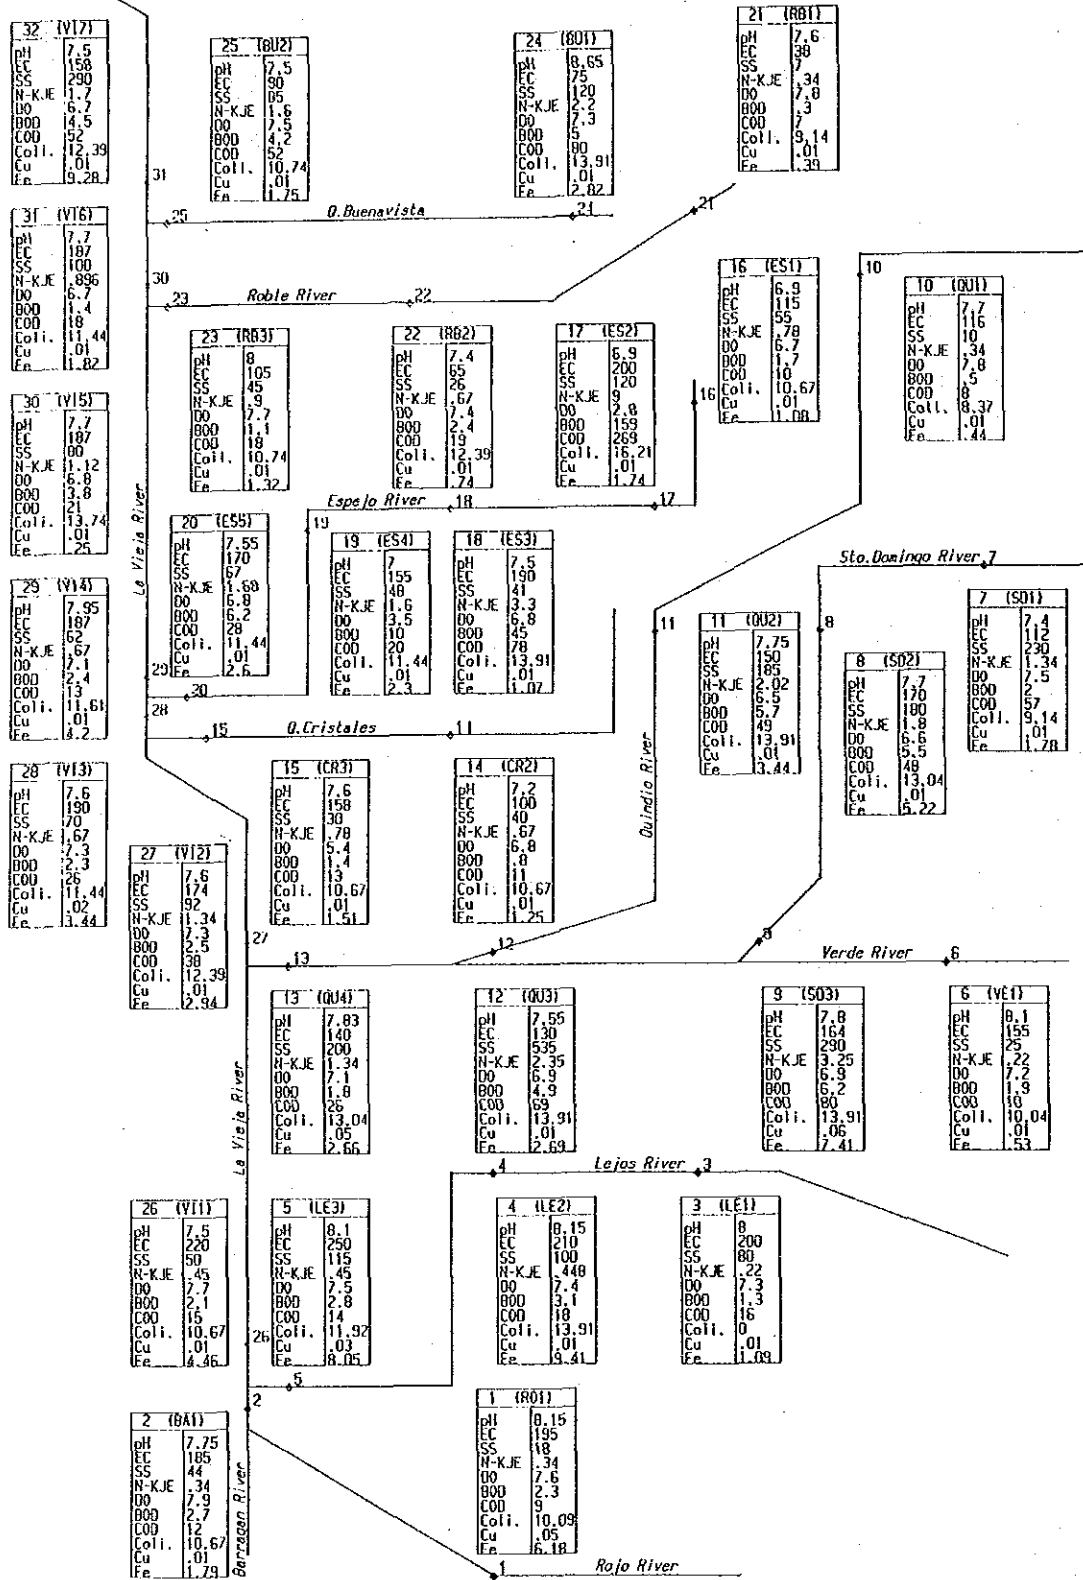 32 (VI7)
pH 7.5
EC 158
SS 290
N-KJE 1.7
DO 6.7
BOD 4.5
COD 52
Coli. 12.39
Cu .01
Fe 9.28
25 (BU2)
pH 7.5
EC 90
SS 85
N-KJE 1.6
DO 7.5
BOD 4.2
COD 52
Coli. 10.74
Cu .01
Fe 1.75
24 (BU1)
pH 8.65
EC 75
SS 120
N-KJE 2.2
DO 7.3
BOD 5
COD 80
Coli. 13.91
Cu .01
Fe 2.82
21 (RB1)
pH 7.6
EC 38
SS 7
N-KJE .34
DO 7.8
BOD .3
COD 7
Coli. 9.14
Cu .01
Fe .39
31
25
Q.Buenavista
24
21
31 (VI6)
pH 7.7
EC 187
SS 100
N-KJE .896
DO 6.7
BOD 1.4
COD 18
Coli. 11.44
Cu .01
Fe 1.82
30
23
Roble River
22
10
16 (ES1)
pH 6.9
EC 115
SS 55
N-KJE .78
DO 6.7
BOD 1.7
COD 10
Coli. 10.67
Cu .01
Fe 1.08
10 (QU1)
pH 7.7
EC 116
SS 10
N-KJE .34
DO 7.8
BOD .5
COD 8
Coli. 8.37
Cu .01
Fe .44
23 (RB3)
pH 8
EC 105
SS 45
N-KJE .9
DO 7.7
BOD 1.1
COD 18
Coli. 10.74
Cu .01
Fe 1.32
22 (RB2)
pH 7.4
EC 65
SS 26
N-KJE .67
DO 7.4
BOD 2.4
COD 19
Coli. 12.39
Cu .01
Fe .74
17 (ES2)
pH 6.9
EC 200
SS 120
N-KJE 9
DO 2.8
BOD 159
COD 269
Coli. 16.21
Cu .01
Fe 1.74
16
30 (VI5)
pH 7.7
EC 187
SS 80
N-KJE 1.12
DO 6.8
BOD 3.8
COD 21
Coli. 13.74
Cu .01
Fe .25
La Vieja River
Espejo River
18
17
19
20 (ES5)
pH 7.55
EC 170
SS 67
N-KJE 1.68
DO 6.8
BOD 6.2
COD 28
Coli. 11.44
Cu .01
Fe 2.6
19 (ES4)
pH 7
EC 155
SS 48
N-KJE 1.6
DO 3.5
BOD 10
COD 20
Coli. 11.44
Cu .01
Fe 2.3
18 (ES3)
pH 7.5
EC 190
SS 41
N-KJE 3.3
DO 6.8
BOD 45
COD 78
Coli. 13.91
Cu .01
Fe 1.07
Sto.Domingo River
7
8
11
29 (VI4)
pH 7.95
EC 187
SS 62
N-KJE .67
DO 7.1
BOD 2.4
COD 13
Coli. 11.61
Cu .01
Fe 4.2
11 (QU2)
pH 7.75
EC 150
SS 185
N-KJE 2.02
DO 6.5
BOD 5.7
COD 49
Coli. 13.91
Cu .01
Fe 3.44
7 (SD1)
pH 7.4
EC 112
SS 230
N-KJE 1.34
DO 7.5
BOD 2
COD 57
Coli. 9.14
Cu .01
Fe 1.78
8 (SD2)
pH 7.7
EC 170
SS 180
N-KJE 1.8
DO 6.6
BOD 5.5
COD 48
Coli. 13.04
Cu .01
Fe 5.22
29
20
28
15
Q.Cristales
11
Quindio River
28 (VI3)
pH 7.6
EC 190
SS 70
N-KJE .67
DO 7.3
BOD 2.3
COD 26
Coli. 11.44
Cu .02
Fe 3.44
15 (CR3)
pH 7.6
EC 158
SS 30
N-KJE .78
DO 5.4
BOD 1.4
COD 13
Coli. 10.67
Cu .01
Fe 1.51
14 (CR2)
pH 7.2
EC 100
SS 40
N-KJE .67
DO 6.8
BOD .8
COD 11
Coli. 10.67
Cu .01
Fe 1.25
27 (VI2)
pH 7.6
EC 174
SS 92
N-KJE 1.34
DO 7.3
BOD 2.5
COD 38
Coli. 12.39
Cu .01
Fe 2.94
27
13
12
Verde River
6
13 (QU4)
pH 7.83
EC 140
SS 200
N-KJE 1.34
DO 7.1
BOD 1.8
COD 26
Coli. 13.04
Cu .05
Fe 2.66
12 (QU3)
pH 7.55
EC 130
SS 535
N-KJE 2.35
DO 6.9
BOD 4.9
COD 69
Coli. 13.91
Cu .01
Fe 2.69
9 (SD3)
pH 7.8
EC 164
SS 290
N-KJE 3.25
DO 6.9
BOD 6.2
COD 80
Coli. 13.91
Cu .06
Fe 7.41
6 (VE1)
pH 8.1
EC 155
SS 25
N-KJE .22
DO 7.2
BOD 1.9
COD 10
Coli. 10.04
Cu .01
Fe .53
La Vieja River
4
Lejos River
3
26 (VI1)
pH 7.5
EC 220
SS 50
N-KJE .45
DO 7.7
BOD 2.1
COD 15
Coli. 10.67
Cu .01
Fe 4.46
5 (LE3)
pH 8.1
EC 250
SS 115
N-KJE .45
DO 7.5
BOD 2.8
COD 14
Coli. 11.92
Cu .03
Fe 8.05
4 (LE2)
pH 8.15
EC 210
SS 100
N-KJE .448
DO 7.4
BOD 3.1
COD 18
Coli. 13.91
Cu .01
Fe 9.41
3 (LE1)
pH 8
EC 200
SS 80
N-KJE .22
DO 7.3
BOD 1.3
COD 16
Coli. 0
Cu .01
Fe 1.09
26
5
2
2 (BA1)
pH 7.75
EC 185
SS 44
N-KJE .34
DO 7.9
BOD 2.7
COD 12
Coli. 10.67
Cu .01
Fe 1.79
Barragan River
1 (RO1)
pH 8.15
EC 195
SS 18
N-KJE .34
DO 7.6
BOD 2.3
COD 9
Coli. 10.09
Cu .05
Fe 6.18
1
Rojo River